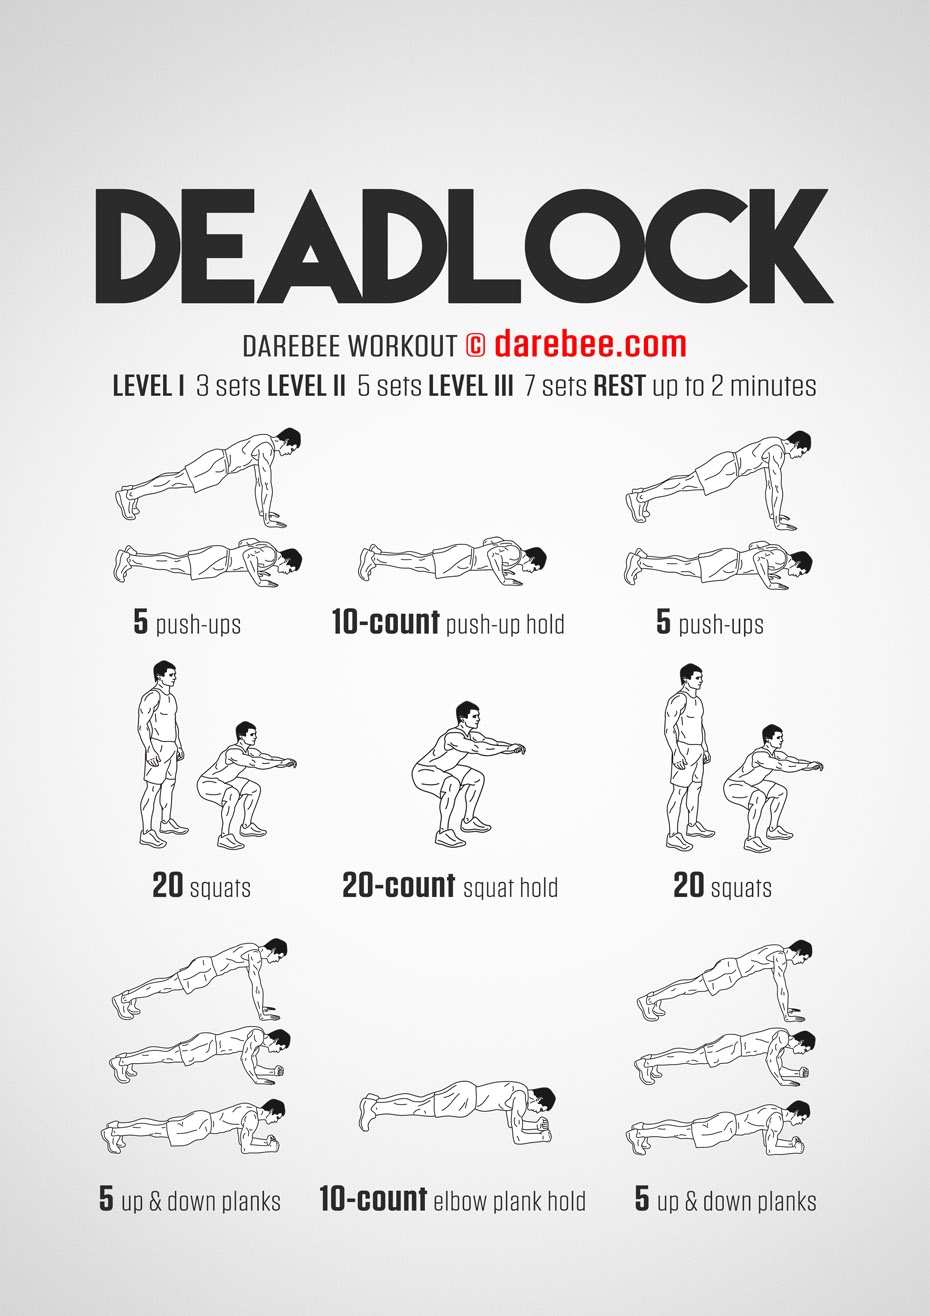 DEADLOCK
DAREBEE WORKOUT © darebee.com
LEVEL I 3 sets LEVEL II 5 sets LEVEL III 7 sets REST up to 2 minutes
5 push-ups
10-count push-up hold
5 push-ups
20 squats
20-count squat hold
20 squats
5 up & down planks
10-count elbow plank hold
5 up & down planks